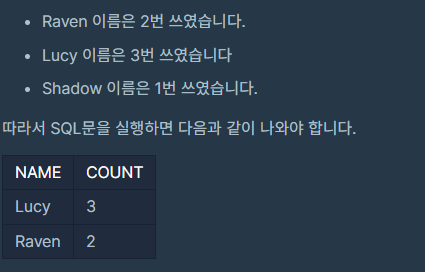 • Raven 이름은 2번 쓰였습니다.
• Lucy 이름은 3번 쓰였습니다
• Shadow 이름은 1번 쓰였습니다.
따라서 SQL문을 실행하면 다음과 같이 나와야 합니다.
NAME COUNT
Lucy 3
Raven 2